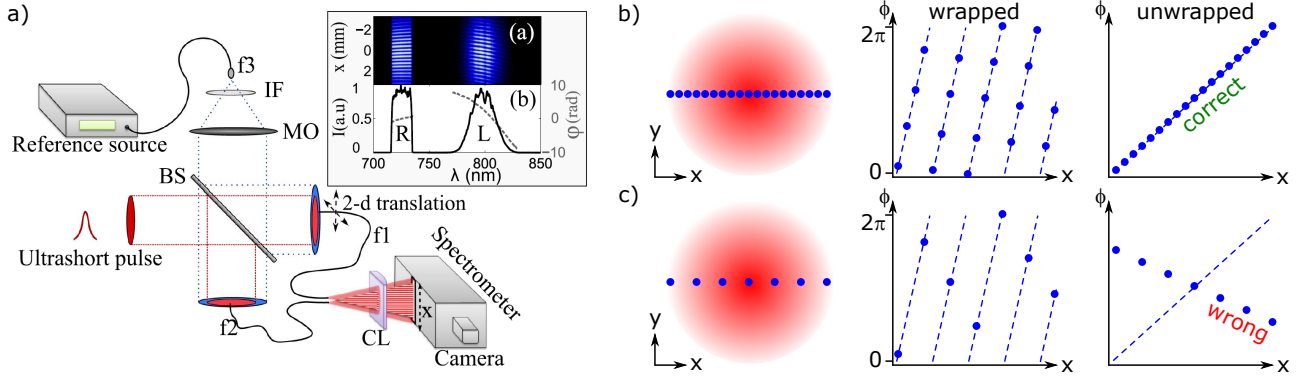 a)
f3
IF
MO
Reference source
BS
2-d translation
f1
Ultrashort pulse
f2
CL
x
Spectrometer
Camera
x (mm)
−2
0
2
(a)
I(a.u)
1
0.5
0
(b)
R
L
10
0
−10
φ(rad)
700
750
800
850
λ (nm)
b)
y
x
wrapped
ϕ
2π
0
x
unwrapped
ϕ
correct
x
c)
y
x
ϕ
2π
0
x
ϕ
wrong
x